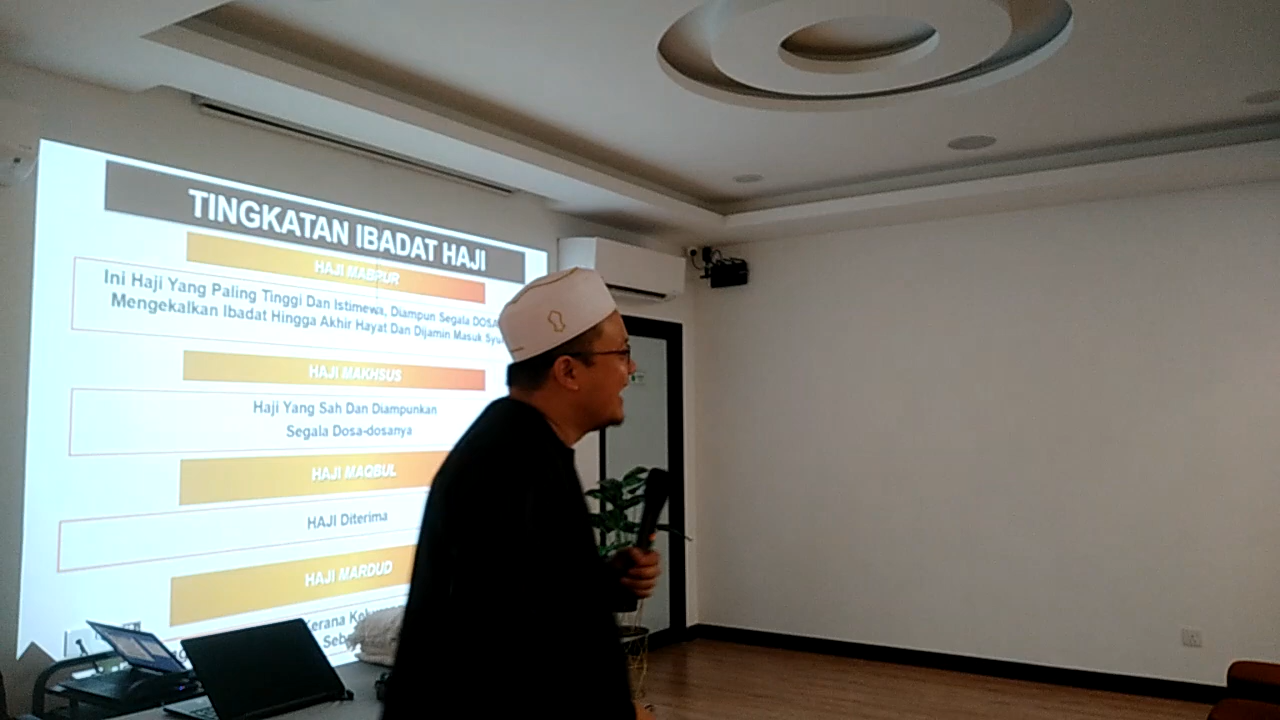 TINGKATAN IBADAT HAJI
HAJI MABRUR
Ini Haji Yang Paling Tinggi Dan Istimewa, Diampun Segala
Mengekalkan Ibadat Hingga Akhir Hayat Dan Dijamin Masuk
HAJI MAKHSUS
Haji Yang Sah Dan Diampunkan
Segala Dosa-dosanya
HAJI MAQBUL
HAJI Diterima
HAJI MARDUD
Kerana